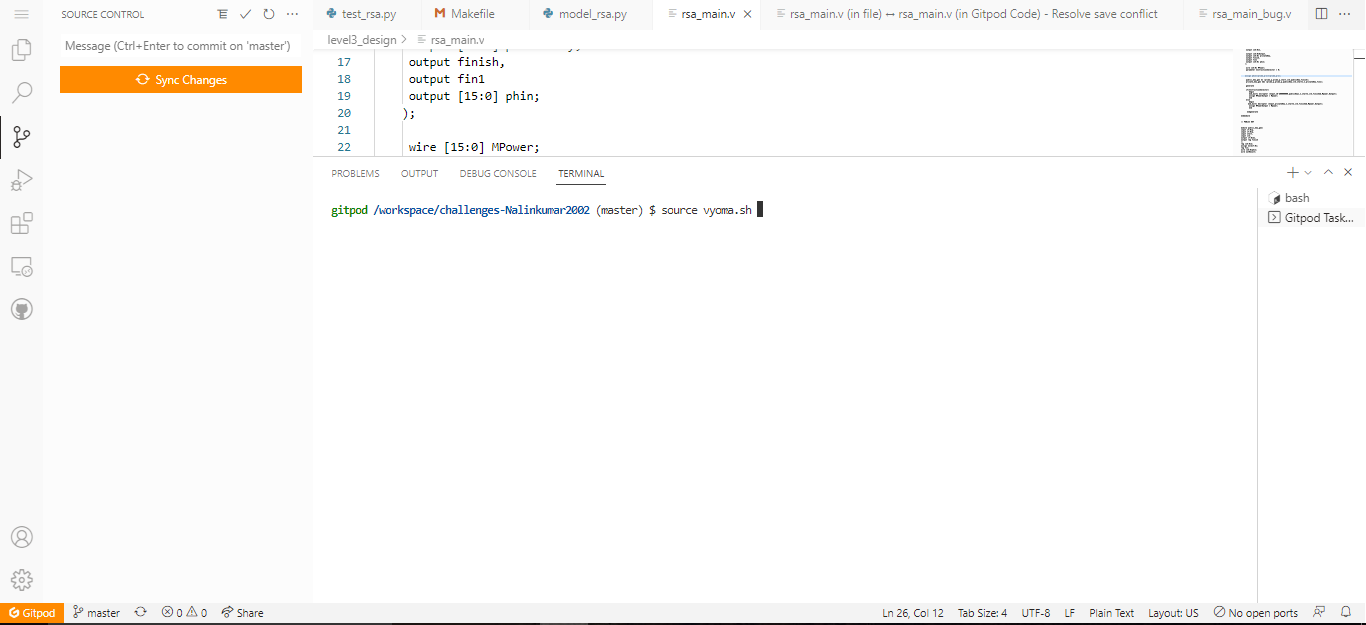 SOURCE CONTROL
Message (Ctrl+Enter to commit on 'master')
Sync Changes
test_rsa.py
Makefile
model_rsa.py
rsa_main.v
rsa_main.v (in file) ↔ rsa_main.v (in Gitpod Code) - Resolve save conflict
rsa_main_bug.v
level3_design > rsa_main.v
17 output finish,
18 output fin1
19 output [15:0] phin;
20 );
21
22 wire [15:0] MPower;
PROBLEMS OUTPUT DEBUG CONSOLE TERMINAL
gitpod /workspace/challenges-Nalinkumar2002 (master) $ source vyoma.sh
bash
Gitpod Task...
Gitpod master 0 0 Share Ln 26, Col 12 Tab Size: 4 UTF-8 LF Plain Text Layout: US No open ports